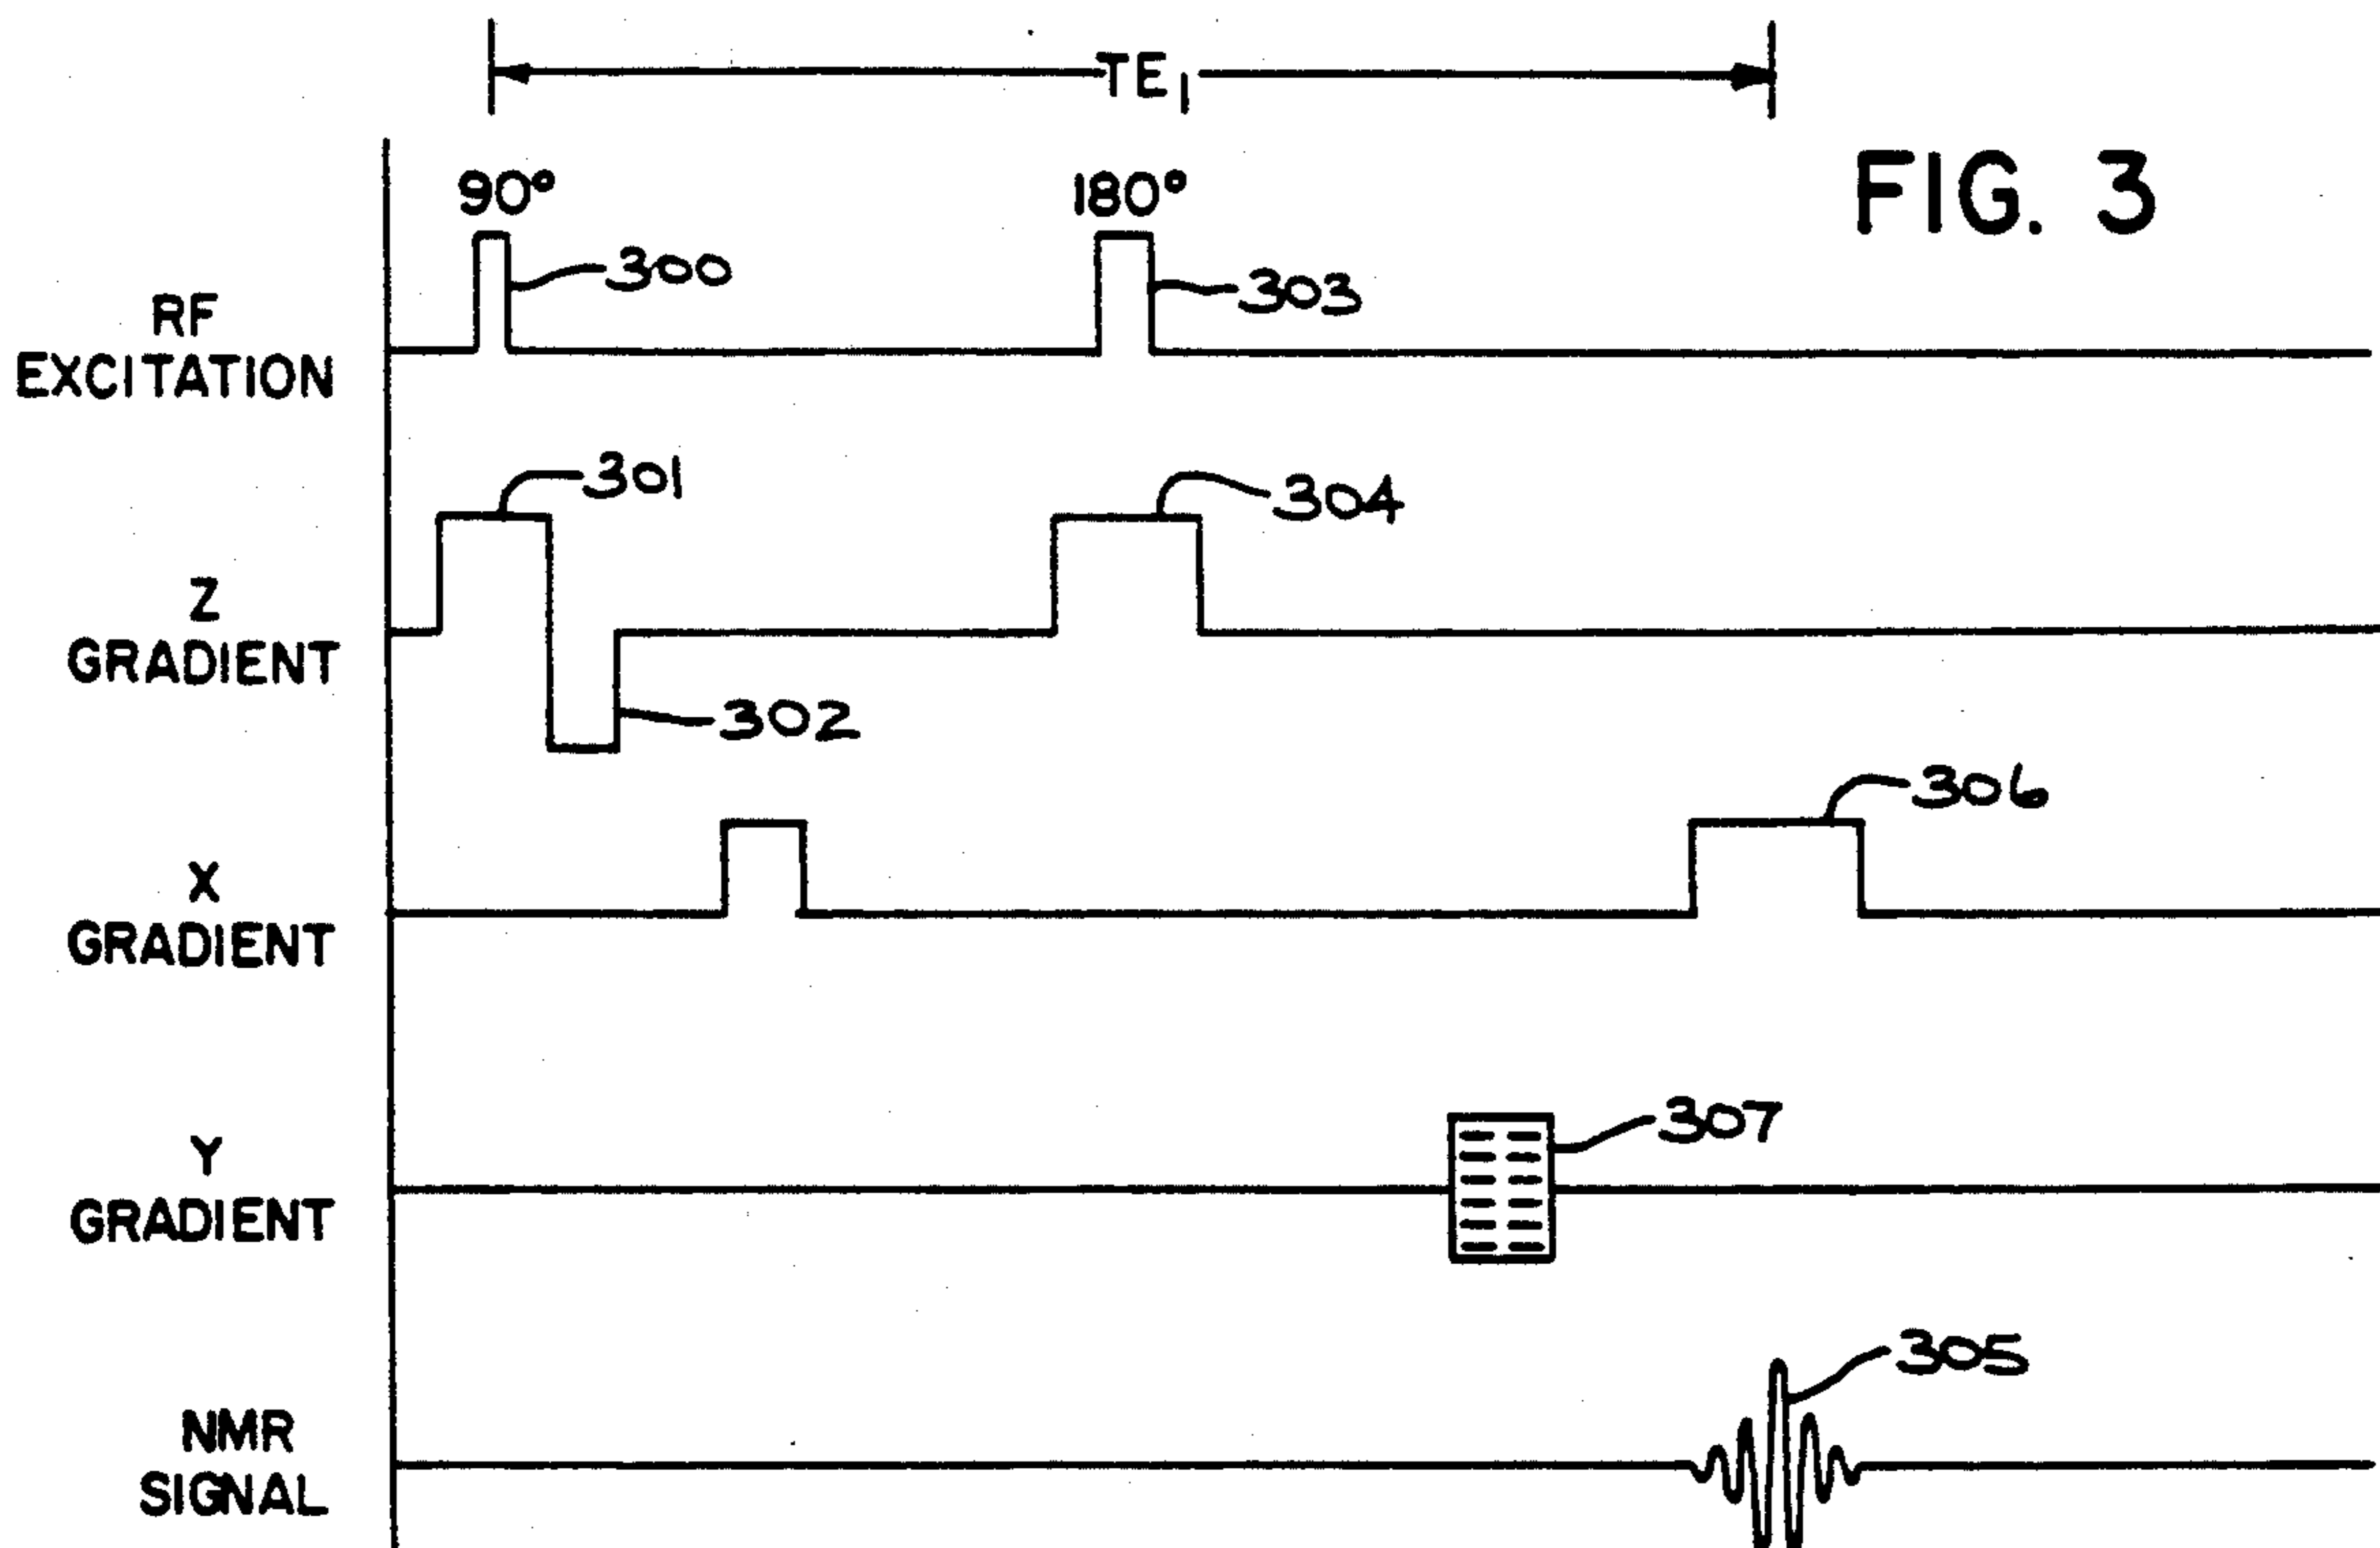 TE1
FIG. 3
90°
180°
300
303
RF
EXCITATION
301
304
Z
GRADIENT
302
306
X
GRADIENT
307
Y
GRADIENT
305
NMR
SIGNAL